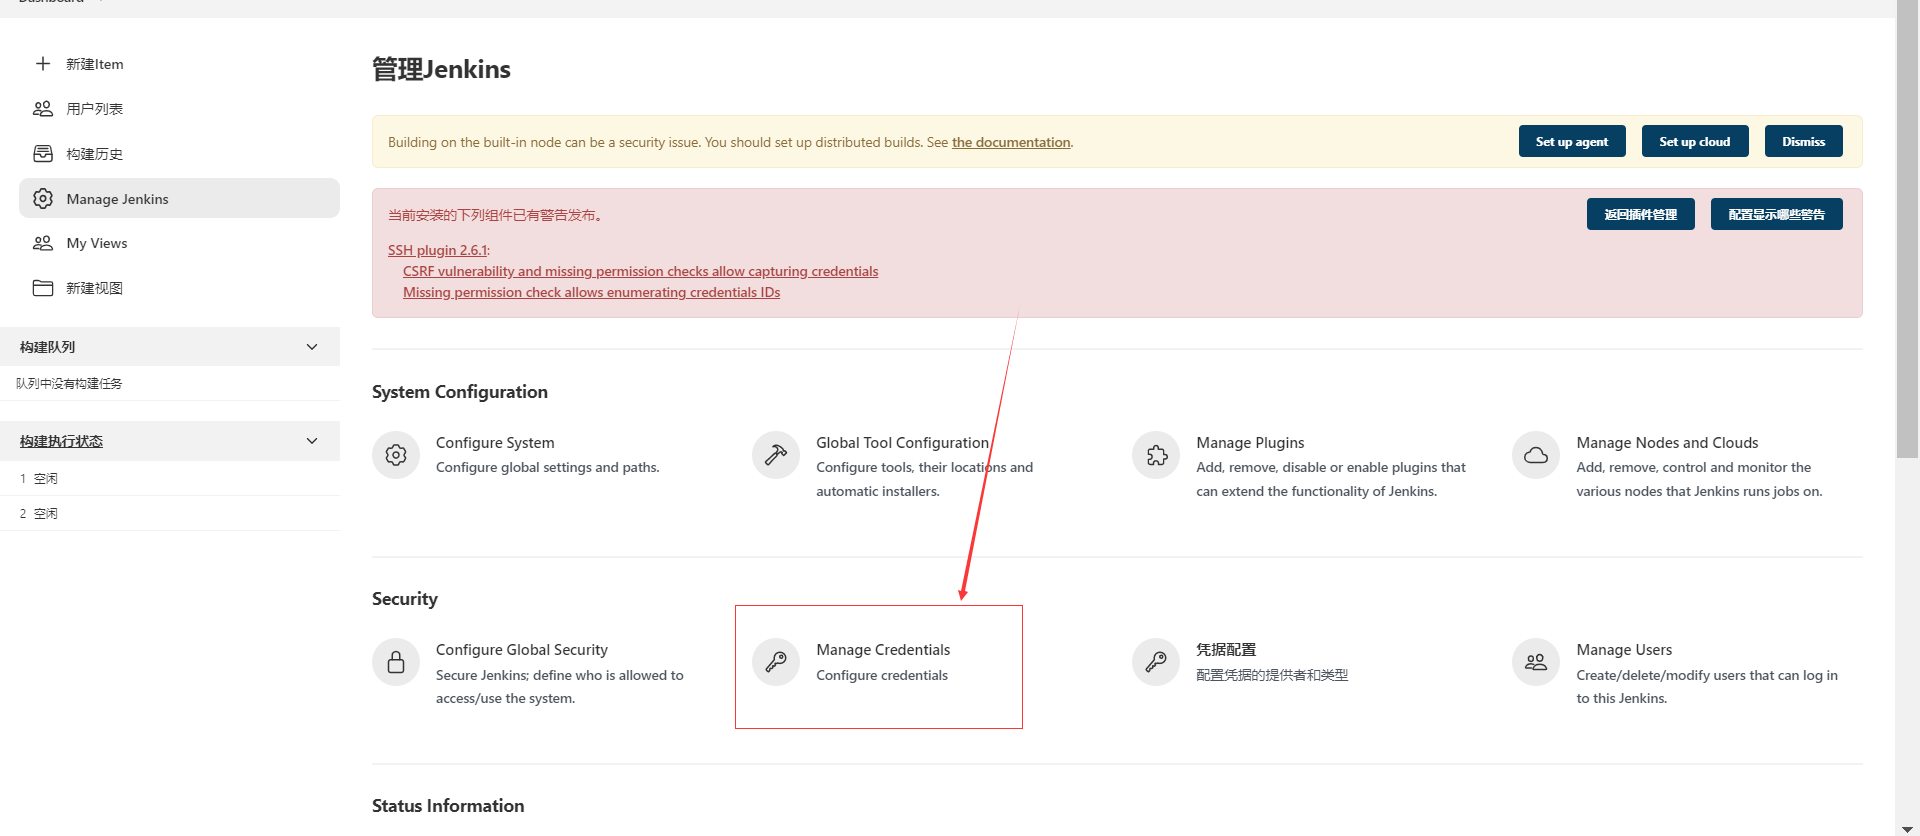 Dashboard
新建Item
用户列表
构建历史
Manage Jenkins
My Views
新建视图
构建队列
队列中没有构建任务
构建执行状态
1 空闲
2 空闲
管理Jenkins
Building on the built-in node can be a security issue. You should set up distributed builds. See the documentation.
Set up agent
Set up cloud
Dismiss
当前安装的下列组件已有警告发布。
返回插件管理
配置显示哪些警告
SSH plugin 2.6.1:
CSRF vulnerability and missing permission checks allow capturing credentials
Missing permission check allows enumerating credentials IDs
System Configuration
Configure System
Configure global settings and paths.
Global Tool Configuration
Configure tools, their locations and
automatic installers.
Manage Plugins
Add, remove, disable or enable plugins that
can extend the functionality of Jenkins.
Manage Nodes and Clouds
Add, remove, control and monitor the
various nodes that Jenkins runs jobs on.
Security
Configure Global Security
Secure Jenkins; define who is allowed to
access/use the system.
Manage Credentials
Configure credentials
凭据配置
配置凭据的提供者和类型
Manage Users
Create/delete/modify users that can log in
to this Jenkins.
Status Information